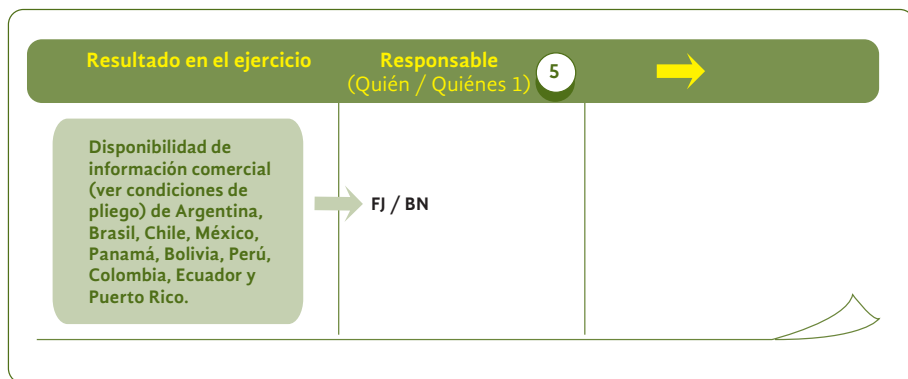 Resultado en el ejercicio
Responsable
(Quién / Quiénes 1)
5
Disponibilidad de
información comercial
(ver condiciones de
pliego) de Argentina,
Brasil, Chile, México,
Panamá, Bolivia, Perú,
Colombia, Ecuador y
Puerto Rico.
FJ / BN